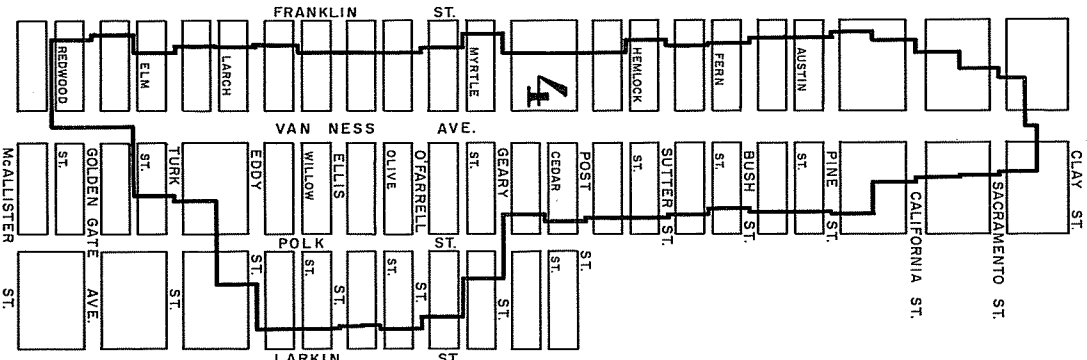 FRANKLIN ST.
REDWOOD ST.
ELM ST.
LARCH
MYRTLE ST.
HEMLOCK ST.
FERN ST.
AUSTIN ST.
VAN NESS AVE.
McALLISTER ST.
GOLDEN GATE AVE.
TURK ST.
EDDY ST.
WILLOW ST.
ELLIS ST.
OLIVE ST.
O'FARRELL ST.
GEARY ST.
CEDAR ST.
POST ST.
SUTTER ST.
BUSH ST.
PINE ST.
CALIFORNIA ST.
SACRAMENTO ST.
CLAY ST.
POLK ST.
LARKIN ST.